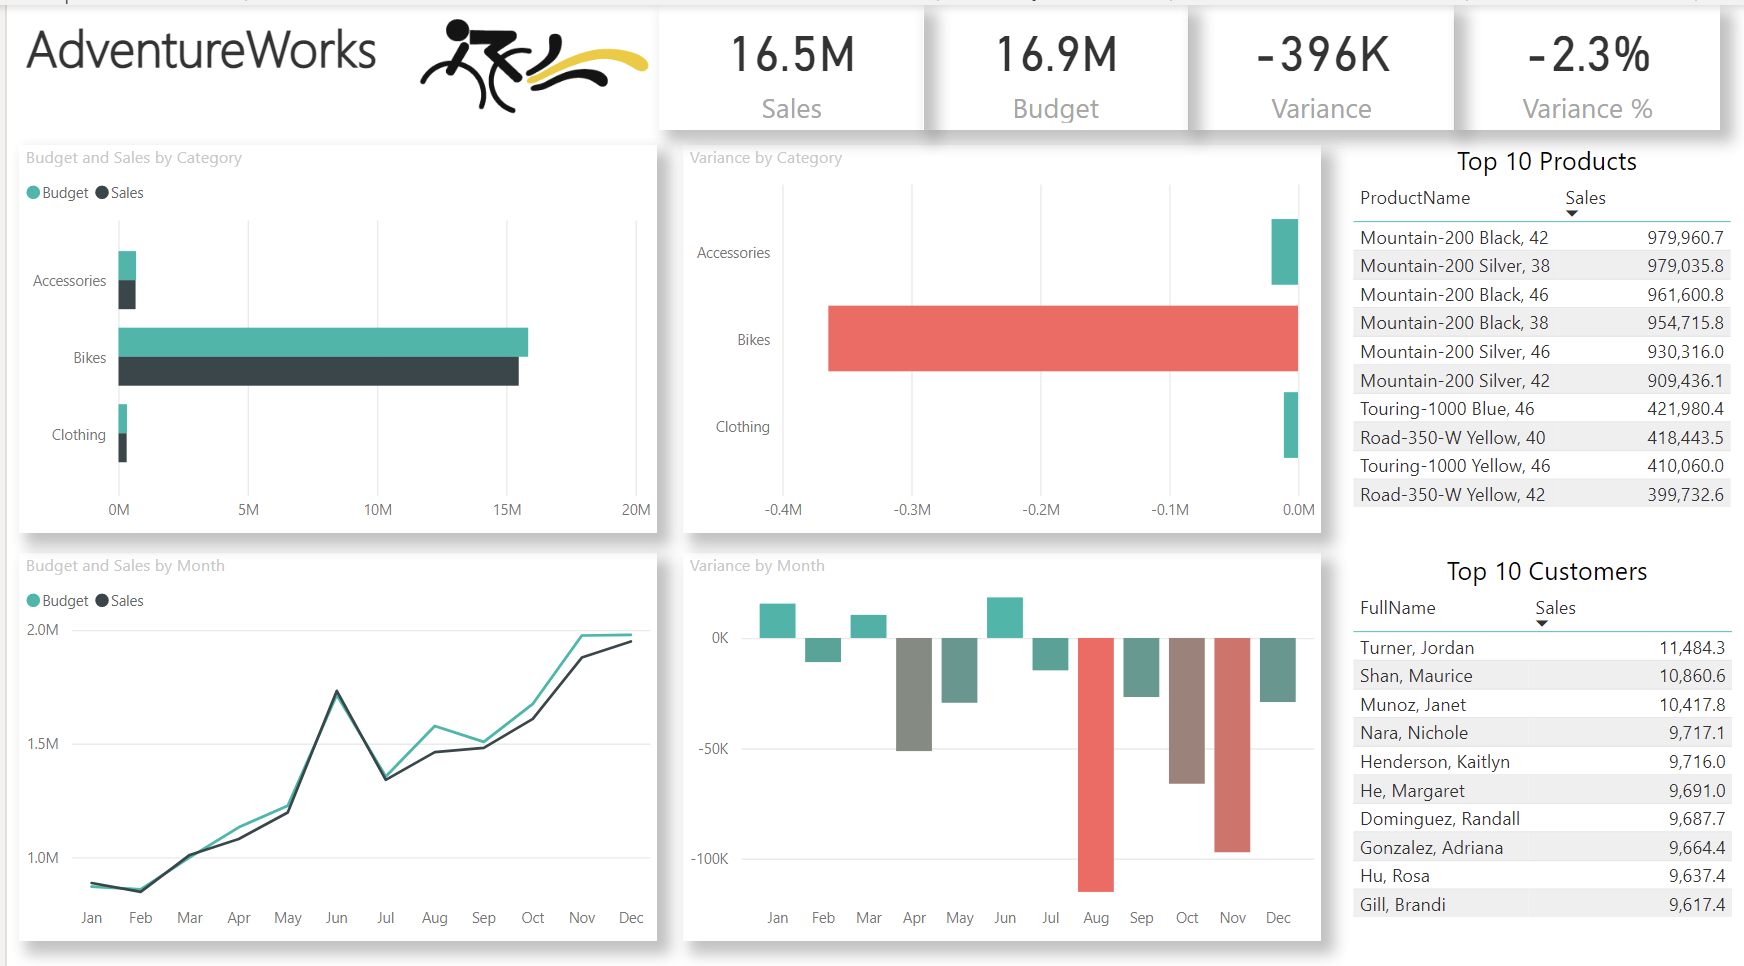 AdventureWorks
16.5M
Sales
16.9M
Budget
-396K
Variance
-2.3%
Variance %
Budget and Sales by Category
Budget Sales
Accessories
Bikes
Clothing
0M 5M 10M 15M 20M
Variance by Category
Accessories
Bikes
Clothing
-0.4M -0.3M -0.2M -0.1M 0.0M
Top 10 Products
ProductName Sales
Mountain-200 Black, 42 979,960.7
Mountain-200 Silver, 38 979,035.8
Mountain-200 Black, 46 961,600.8
Mountain-200 Black, 38 954,715.8
Mountain-200 Silver, 46 930,316.0
Mountain-200 Silver, 42 909,436.1
Touring-1000 Blue, 46 421,980.4
Road-350-W Yellow, 40 418,443.5
Touring-1000 Yellow, 46 410,060.0
Road-350-W Yellow, 42 399,732.6
Budget and Sales by Month
Budget Sales
2.0M
1.5M
1.0M
Jan Feb Mar Apr May Jun Jul Aug Sep Oct Nov Dec
Variance by Month
0K
-50K
-100K
Jan Feb Mar Apr May Jun Jul Aug Sep Oct Nov Dec
Top 10 Customers
FullName Sales
Turner, Jordan 11,484.3
Shan, Maurice 10,860.6
Munoz, Janet 10,417.8
Nara, Nichole 9,717.1
Henderson, Kaitlyn 9,716.0
He, Margaret 9,691.0
Dominguez, Randall 9,687.7
Gonzalez, Adriana 9,664.4
Hu, Rosa 9,637.4
Gill, Brandi 9,617.4